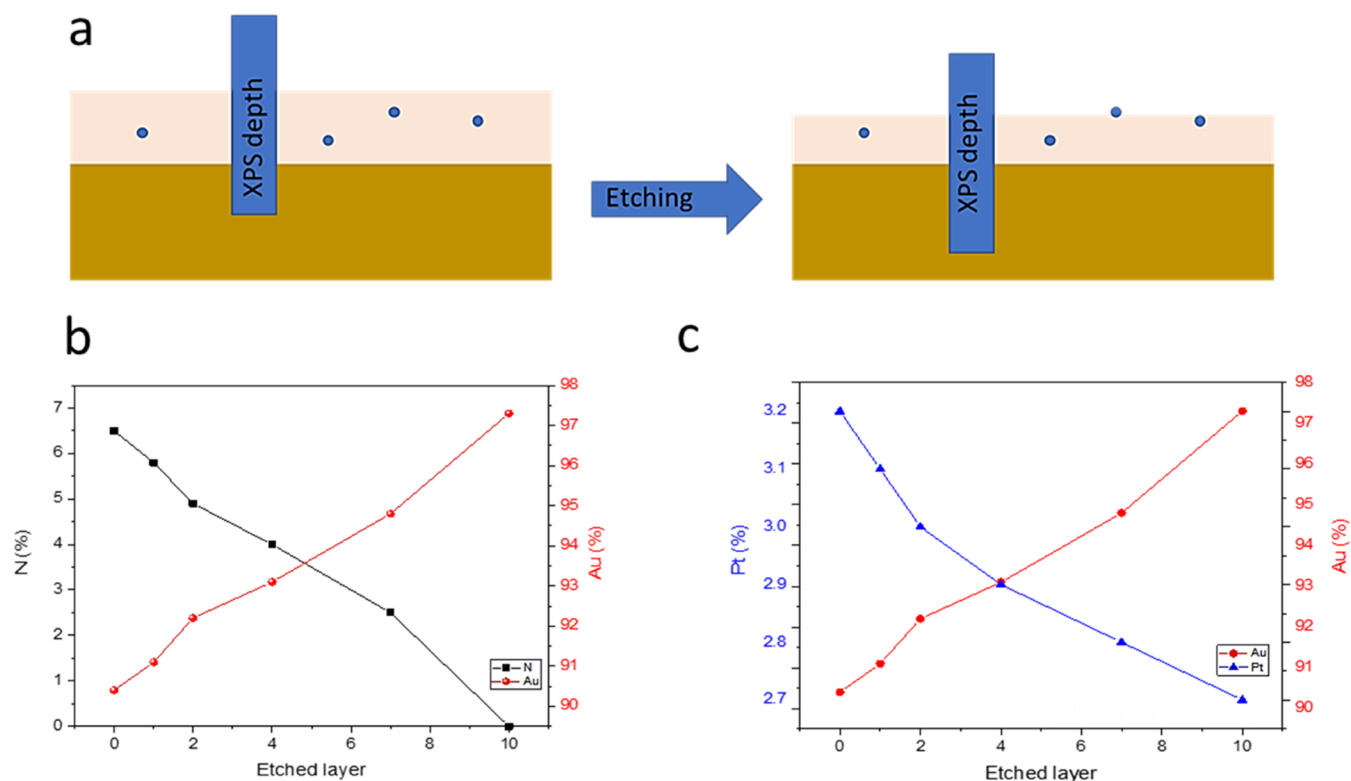 a
XPS depth
Etching
XPS depth
b
7
6
5
4
3
2
1
0
N (%)
98
97
96
95
94
93
92
91
90
Au (%)
N
Au
0 2 4 6 8 10
Etched layer
c
3.2
3.1
3.0
2.9
2.8
2.7
Pt (%)
98
97
96
95
94
93
92
91
90
Au (%)
Au
Pt
0 2 4 6 8 10
Etched layer